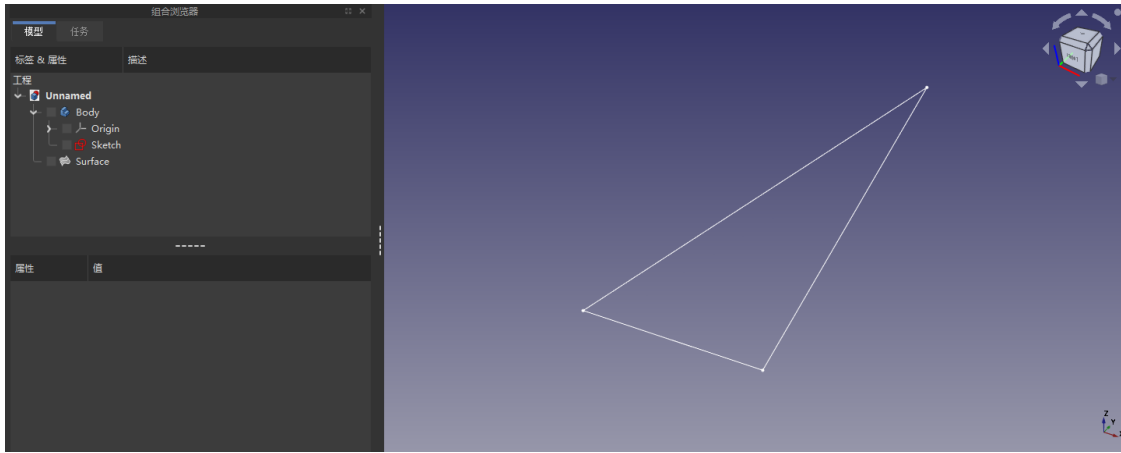 组合浏览器
模型 任务
标签 & 属性 描述
工程
Unnamed
Body
Origin
Sketch
Surface
属性 值
Z
Y
X